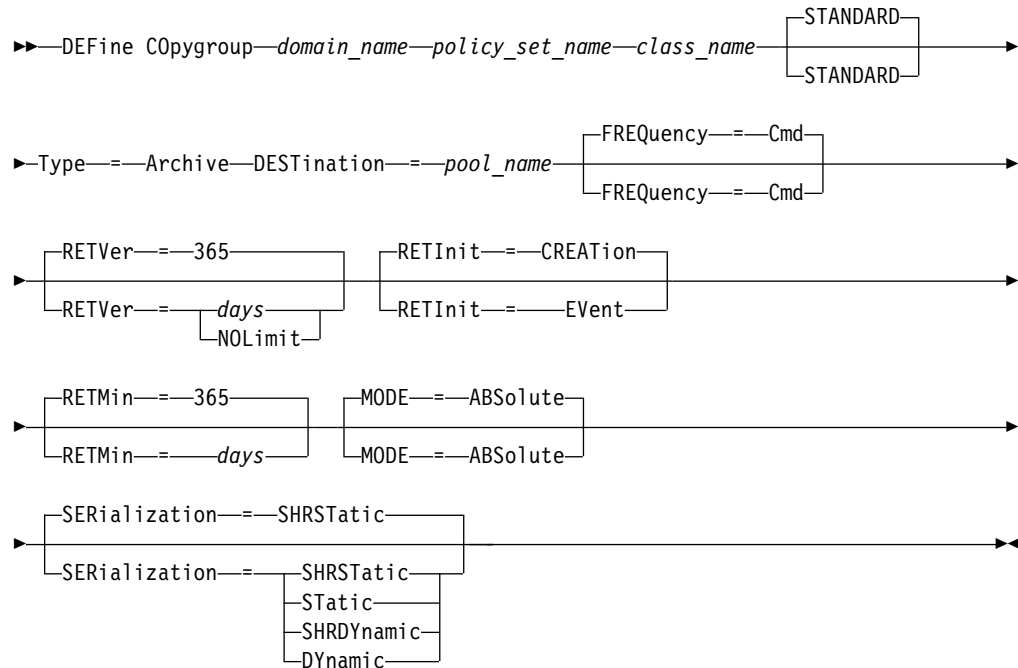 STANDARD
DEFine COpygroup domain_name policy_set_name class_name
STANDARD
FREQuency = Cmd
Type = Archive DESTination = pool_name
FREQuency = Cmd
RETVer = 365 RETInit = CREATion
RETVer = days RETInit = EVent
NOLimit
RETMin = 365 MODE = ABSolute
RETMin = days MODE = ABSolute
SERialization = SHRSTatic
SERialization = SHRSTatic
STatic
SHRDYnamic
DYnamic